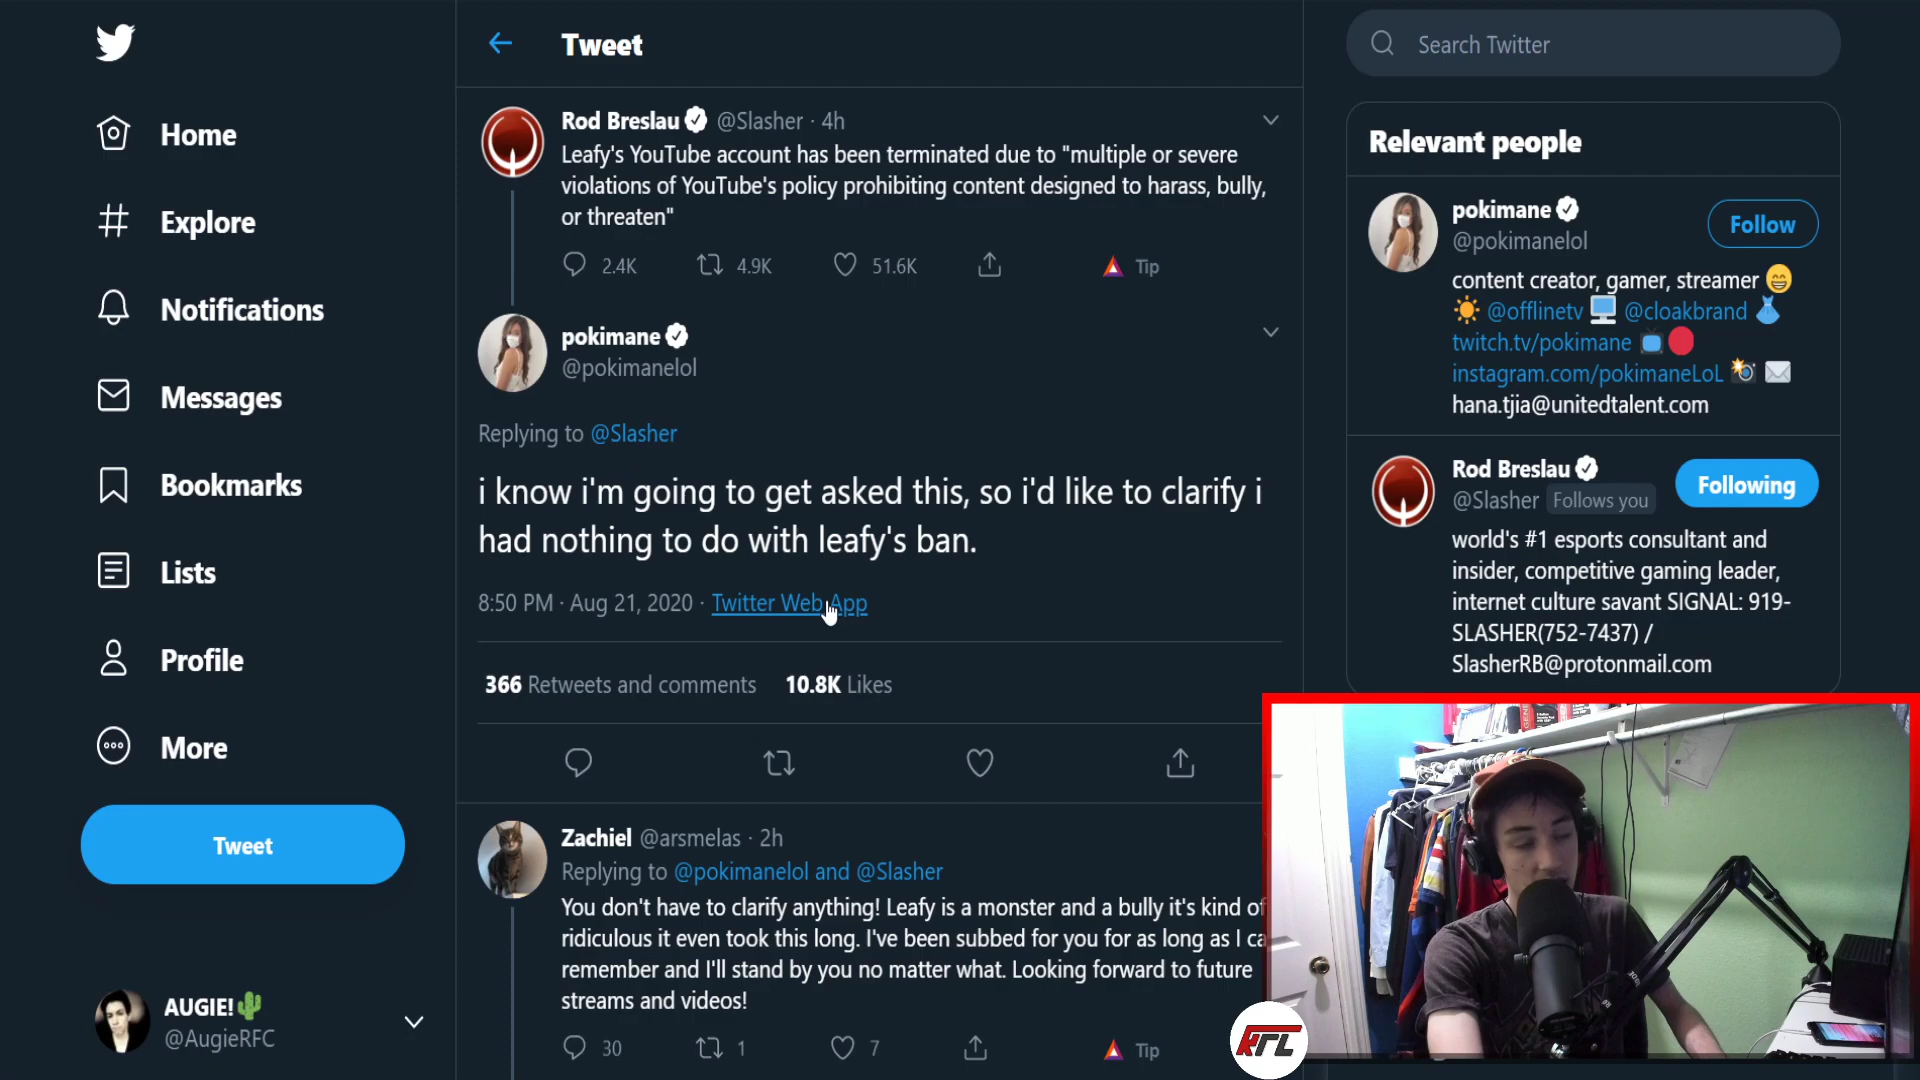 Home
Explore
Notifications
Messages
Bookmarks
Lists
Profile
More
Tweet
AUGIE!🌵
@AugieRFC
Tweet
Rod Breslau @Slasher · 4h
Leafy's YouTube account has been terminated due to "multiple or severe
violations of YouTube's policy prohibiting content designed to harass, bully,
or threaten"
2.4K 4.9K 51.6K Tip
pokimane
@pokimanelol
Replying to @Slasher
i know i'm going to get asked this, so i'd like to clarify i
had nothing to do with leafy's ban.
8:50 PM · Aug 21, 2020 · Twitter Web App
366 Retweets and comments 10.8K Likes
Zachiel @arsmelas · 2h
Replying to @pokimanelol and @Slasher
You don't have to clarify anything! Leafy is a monster and a bully it's kind of
ridiculous it even took this long. I've been subbed for you for as long as I ca
remember and I'll stand by you no matter what. Looking forward to future
streams and videos!
30 1 7 Tip
Search Twitter
Relevant people
pokimane
@pokimanelol
Follow
content creator, gamer, streamer 😄
☀️ @offlinetv 🖥️ @cloakbrand 👗
twitch.tv/pokimane 📺 🔴
instagram.com/pokimaneLoL 📸 ✉️
hana.tjia@unitedtalent.com
Rod Breslau
@Slasher Follows you
Following
world's #1 esports consultant and
insider, competitive gaming leader,
internet culture savant SIGNAL: 919-
SLASHER(752-7437) /
SlasherRB@protonmail.com